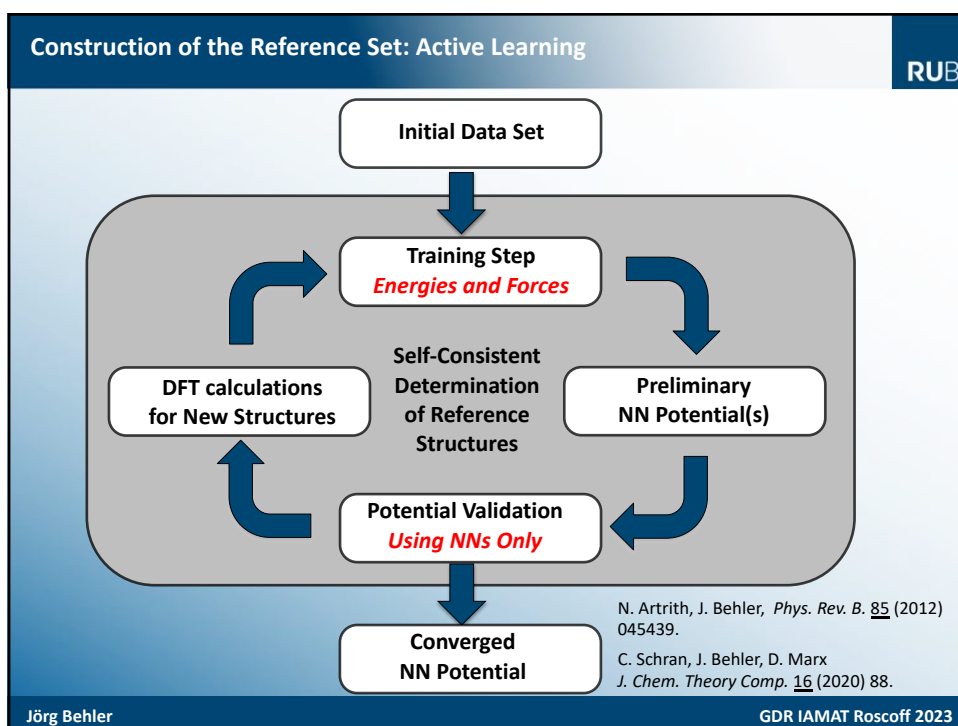 Construction of the Reference Set: Active Learning
RUB
Initial Data Set
Training Step
Energies and Forces
Self-Consistent
Determination
of Reference
Structures
DFT calculations
for New Structures
Preliminary
NN Potential(s)
Potential Validation
Using NNs Only
Converged
NN Potential
N. Artrith, J. Behler, Phys. Rev. B. 85 (2012)
045439.
C. Schran, J. Behler, D. Marx
J. Chem. Theory Comp. 16 (2020) 88.
Jörg Behler
GDR IAMAT Roscoff 2023